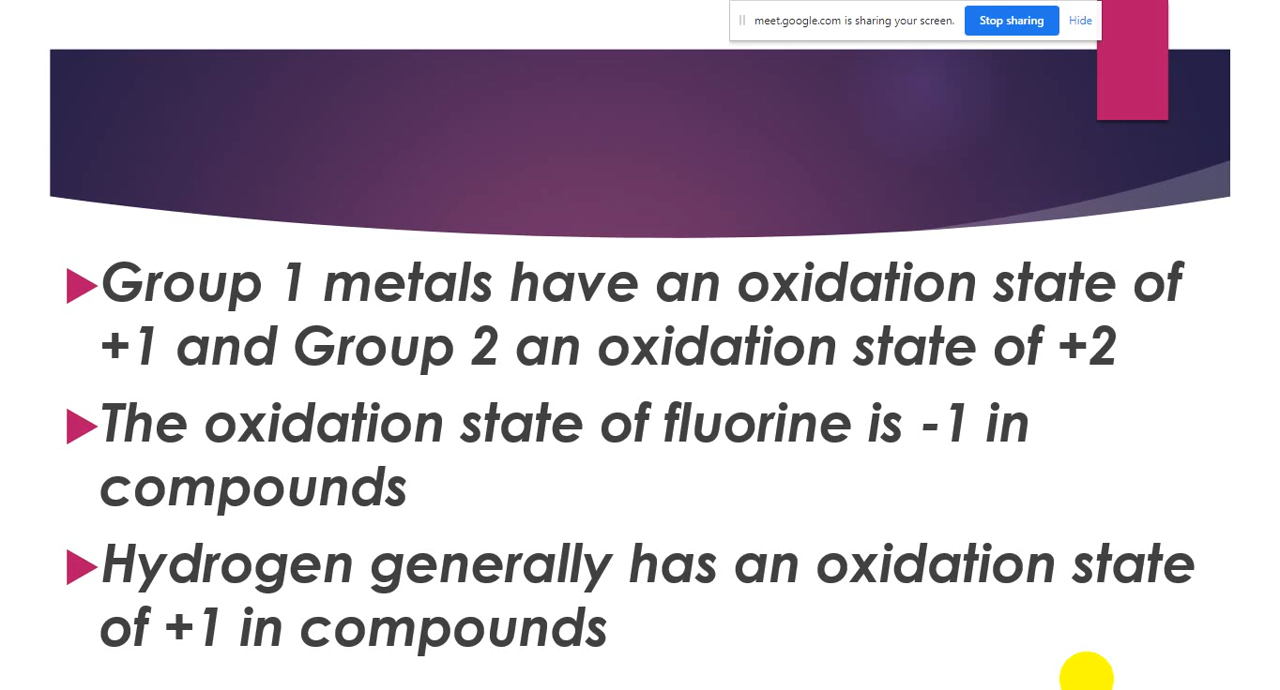 meet.google.com is sharing your screen. Stop sharing Hide
Group 1 metals have an oxidation state of
+1 and Group 2 an oxidation state of +2
The oxidation state of fluorine is -1 in
compounds
Hydrogen generally has an oxidation state
of +1 in compounds